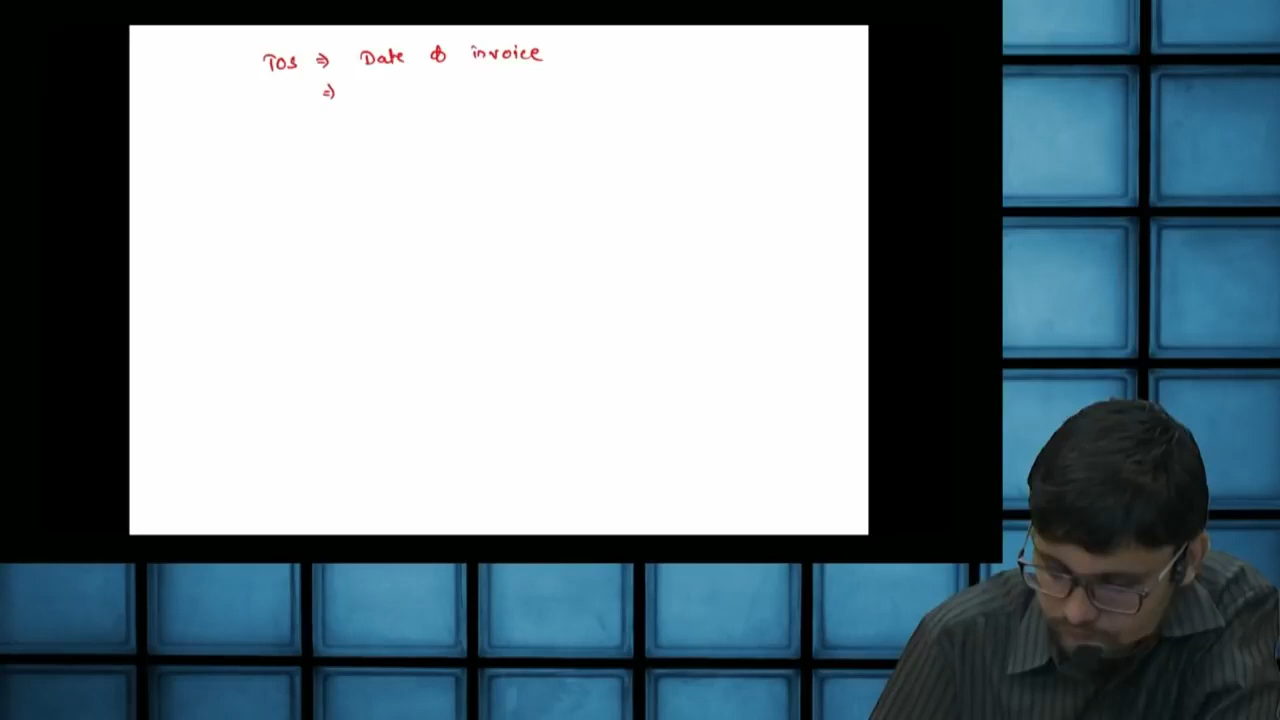 TOS ⇒ Date of invoice
⇒